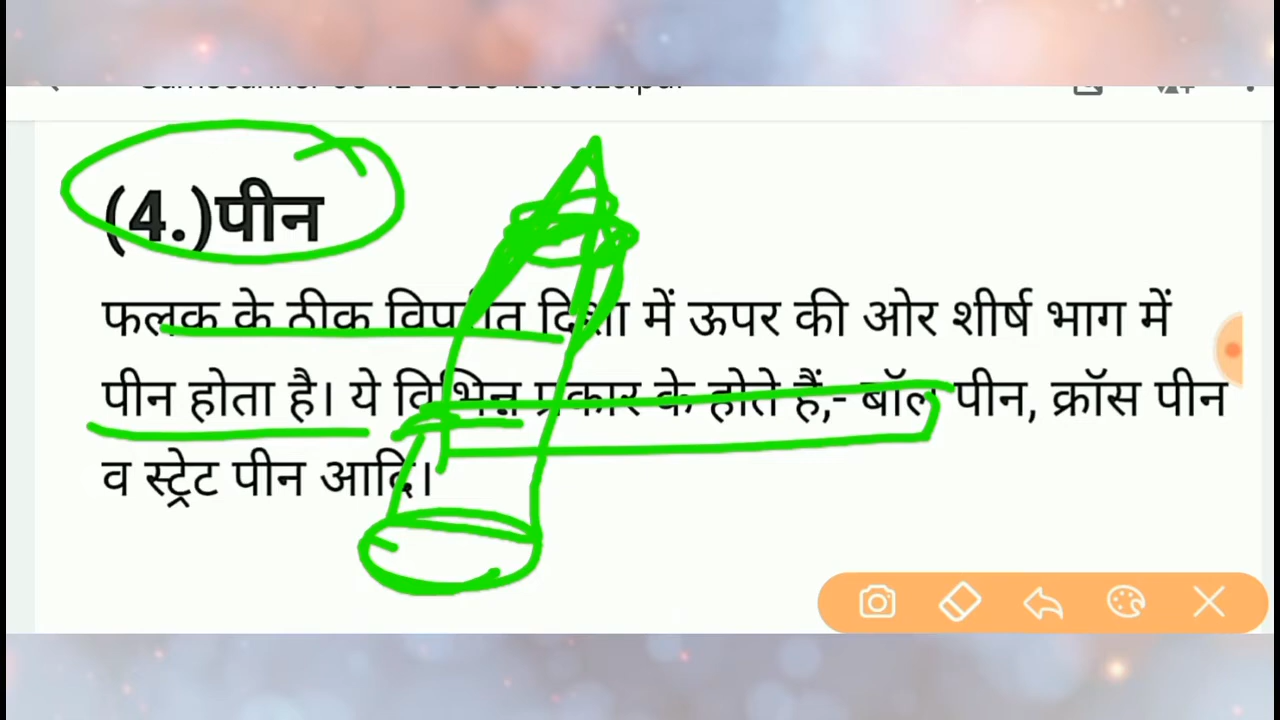 (4.)पीन
फलक के ठीक विपरीत दिशा में ऊपर की ओर शीर्ष भाग में
पीन होता है। ये विभिन्न प्रकार के होते हैं,- बॉल पीन, क्रॉस पीन
व स्ट्रेट पीन आदि।